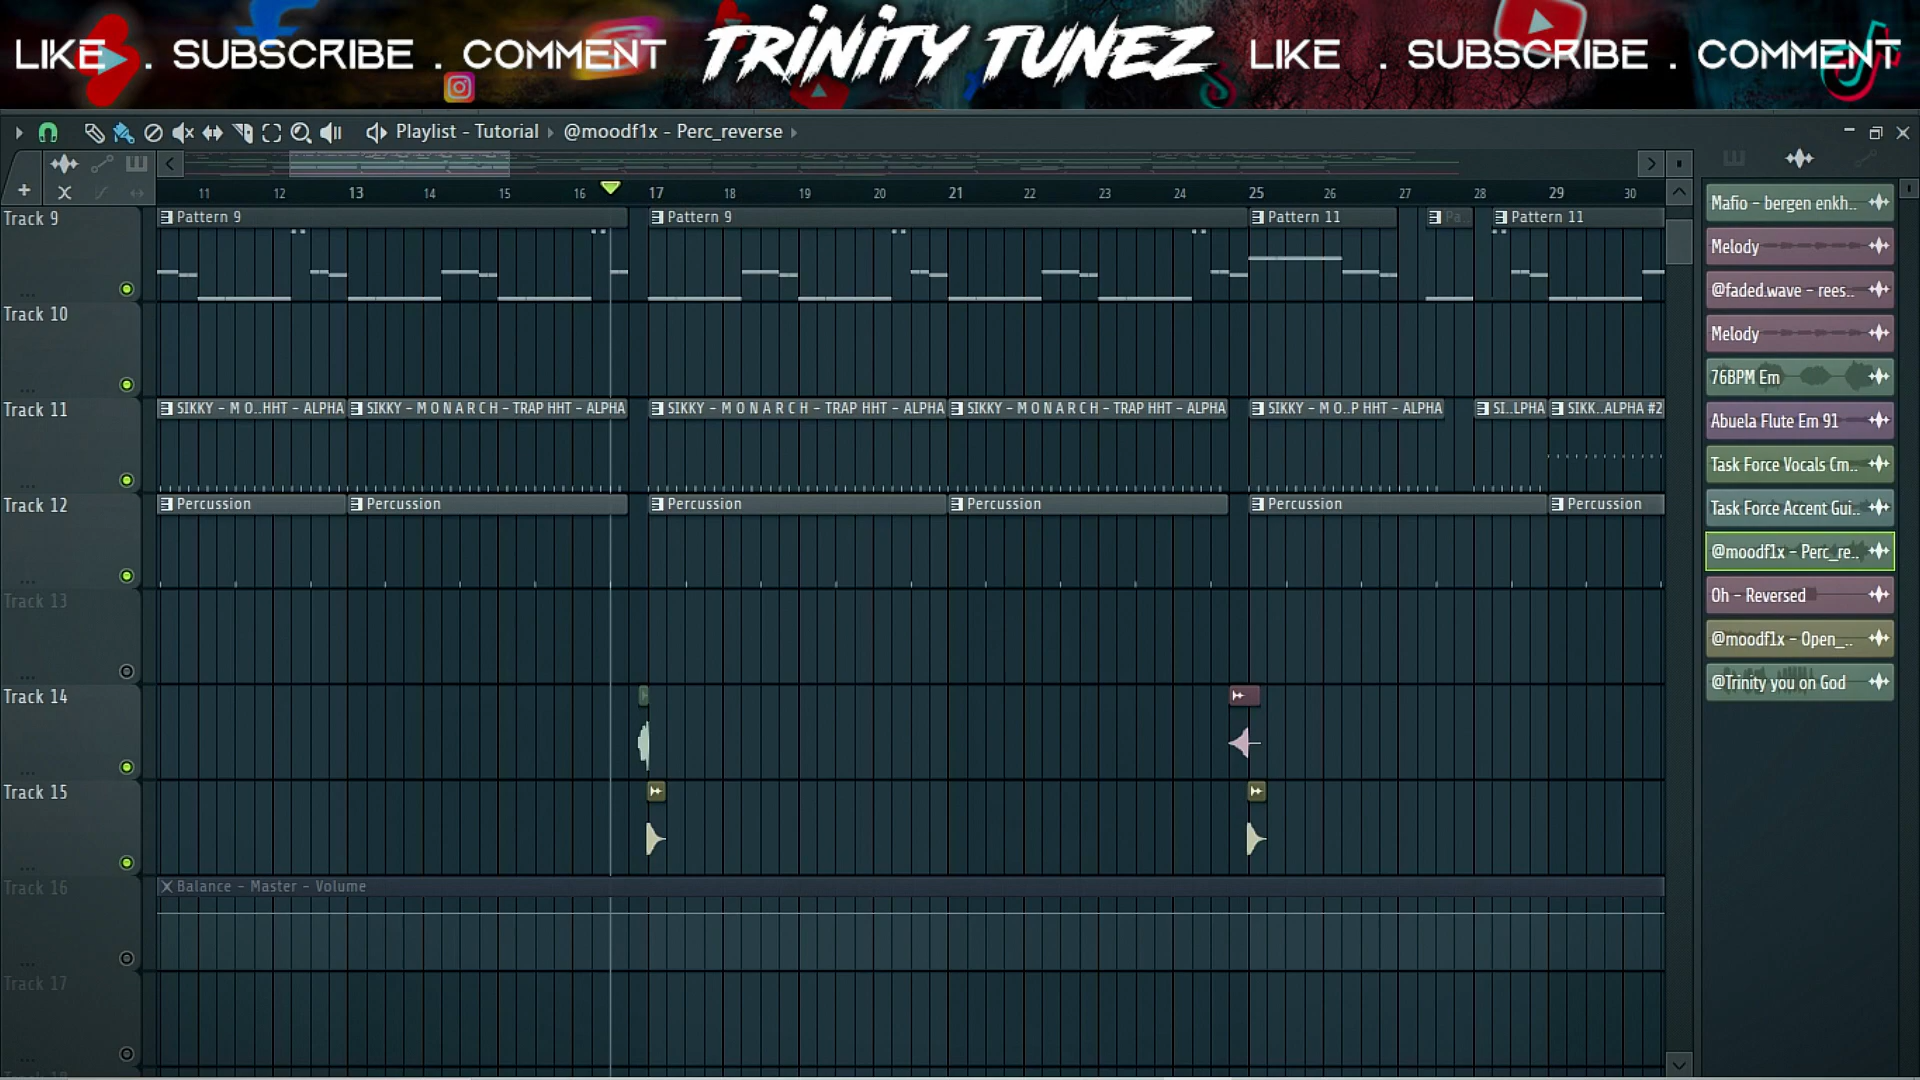 LIKE . SUBSCRIBE . COMMENT TRINITY TUNEZ LIKE . SUBSCRIBE . COMMENT
Playlist - Tutorial › @moodf1x - Perc_reverse ›
11 12 13 14 15 16 17 18 19 20 21 22 23 24 25 26 27 28 29 30
Track 9 Pattern 9 Pattern 9 Pattern 11 Pa.. Pattern 11
Track 10
Track 11 SIKKY - M O..HHT - ALPHA SIKKY - M O N A R C H - TRAP HHT - ALPHA SIKKY - M O N A R C H - TRAP HHT - ALPHA SIKKY - M O N A R C H - TRAP HHT - ALPHA SIKKY - M O..P HHT - ALPHA SI..LPHA SIKK..ALPHA #2
Track 12 Percussion Percussion Percussion Percussion Percussion Percussion
Track 13
Track 14
Track 15
Track 16 Balance - Master - Volume
Track 17
Mafio - bergen enkh..
Melody
@faded.wave - rees..
Melody
76BPM Em
Abuela Flute Em 91
Task Force Vocals Cm..
Task Force Accent Gui..
@moodf1x - Perc_re..
Oh - Reversed
@moodf1x - Open_..
@Trinity you on God